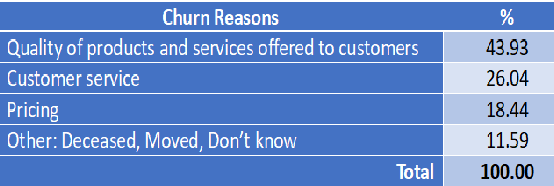 Churn Reasons %
Quality of products and services offered to customers 43.93
Customer service 26.04
Pricing 18.44
Other: Deceased, Moved, Don't know 11.59
Total 100.00